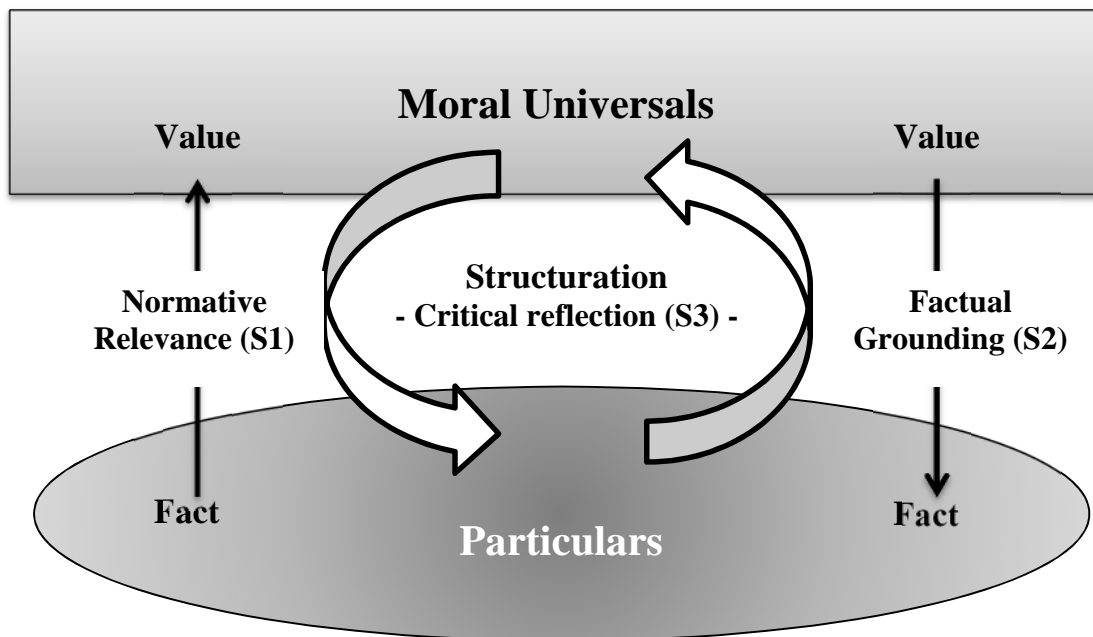 Moral Universals
Value
Value
Structuration
- Critical reflection (S3) -
Normative
Relevance (S1)
Factual
Grounding (S2)
Fact
Fact
Particulars